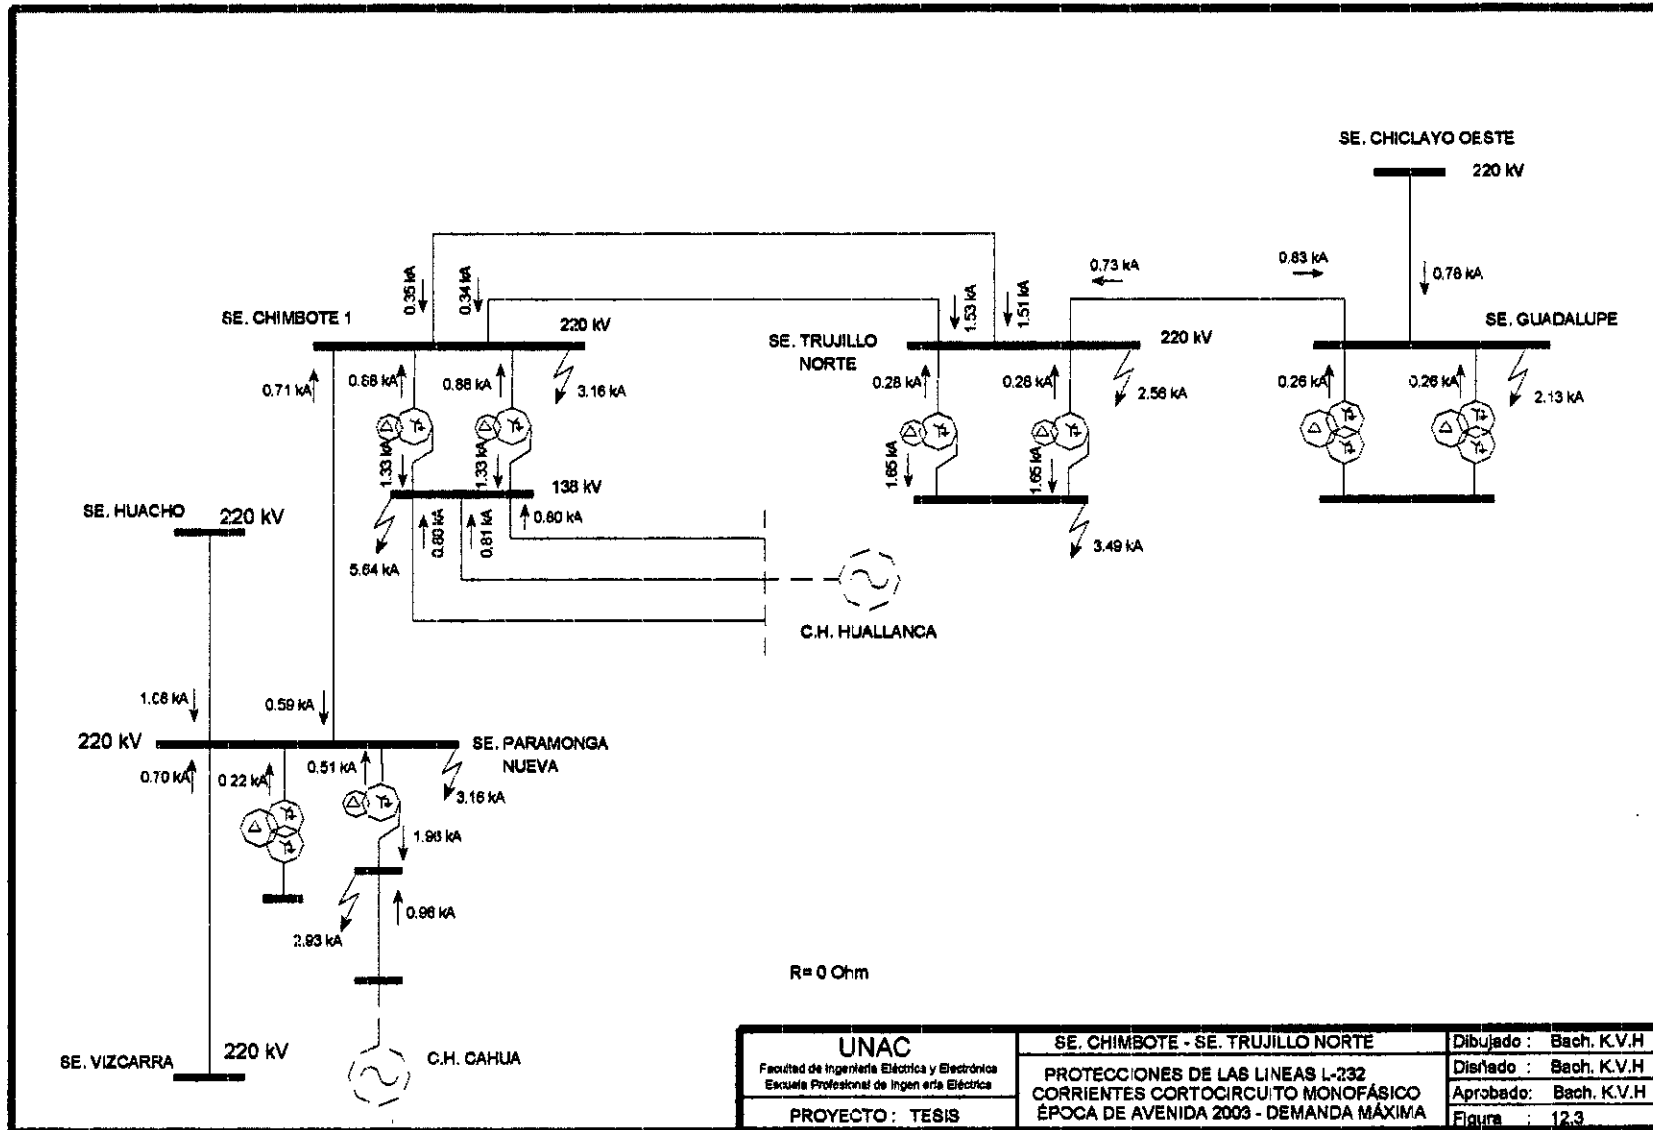 SE. CHICLAYO OESTE
220 kV
0.78 kA
0.83 kA
0.73 kA
0.35 kA
0.34 kA
1.53 kA
1.51 kA
SE. CHIMBOTE 1
220 kV
SE. TRUJILLO
NORTE
220 kV
SE. GUADALUPE
0.71 kA
0.88 kA
0.88 kA
3.16 kA
0.28 kA
0.28 kA
2.56 kA
0.26 kA
0.26 kA
2.13 kA
1.33 kA
1.33 kA
1.65 kA
1.65 kA
138 kV
SE. HUACHO
220 kV
0.80 kA
0.81 kA
0.80 kA
5.64 kA
3.49 kA
C.H. HUALLANCA
1.08 kA
0.59 kA
220 kV
SE. PARAMONGA
NUEVA
0.70 kA
0.22 kA
0.51 kA
3.16 kA
1.96 kA
0.96 kA
2.93 kA
R= 0 Ohm
SE. VIZCARRA
220 kV
C.H. CAHUA
UNAC
Facultad de Ingeniería Eléctrica y Electrónica
Escuela Profesional de Ingeniería Eléctrica
PROYECTO : TESIS
SE. CHIMBOTE - SE. TRUJILLO NORTE
PROTECCIONES DE LAS LINEAS L-232
CORRIENTES CORTOCIRCUITO MONOFÁSICO
ÉPOCA DE AVENIDA 2003 - DEMANDA MÁXIMA
Dibujado : Bach. K.V.H
Disñado : Bach. K.V.H
Aprobado: Bach. K.V.H
Figura : 12.3